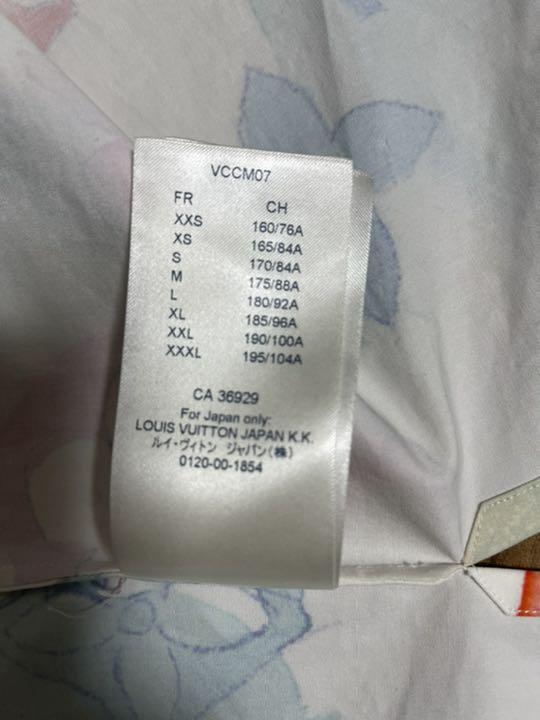 VCCM07
FR CH
XXS 160/76A
XS 165/84A
S 170/84A
M 175/88A
L 180/92A
XL 185/96A
XXL 190/100A
XXXL 195/104A
CA 36929
For Japan only:
LOUIS VUITTON JAPAN K.K.
ルイ・ヴィトン ジャパン(株)
0120-00-1854